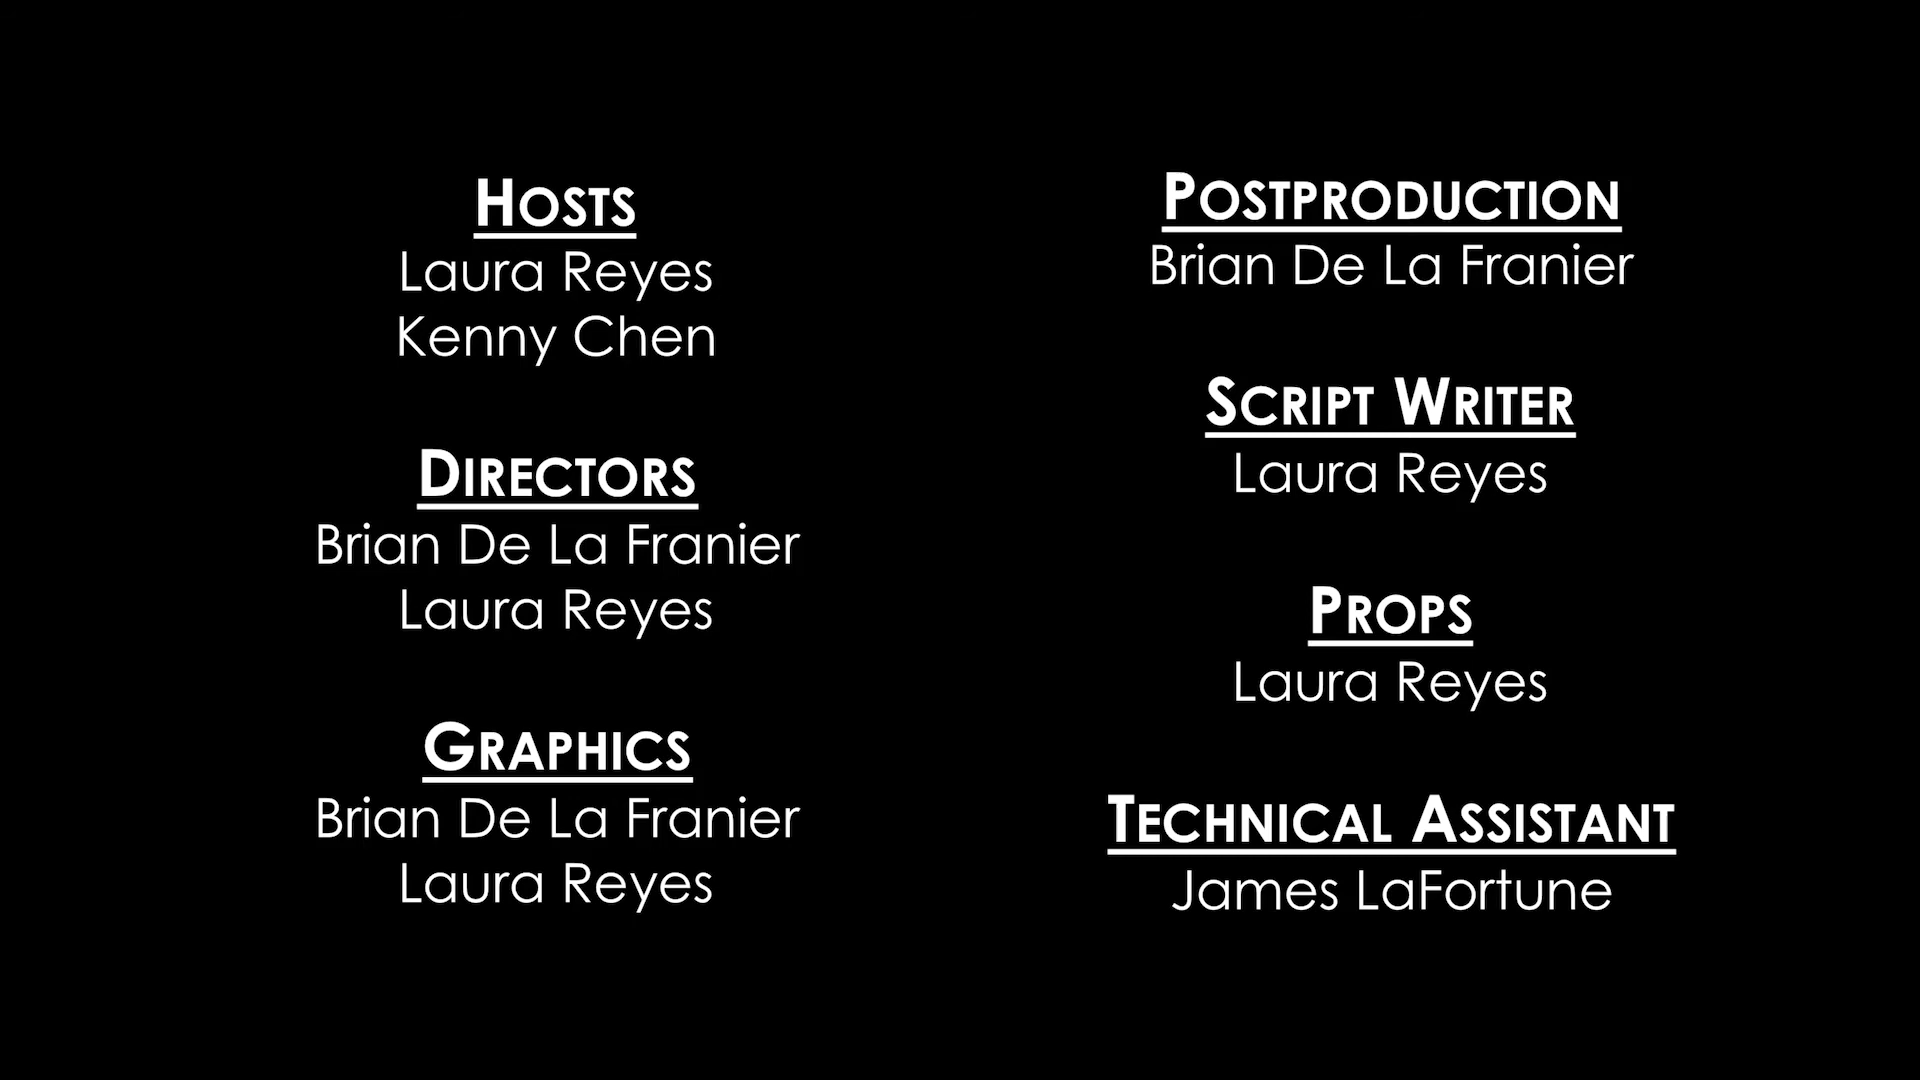 HOSTS
Laura Reyes
Kenny Chen
DIRECTORS
Brian De La Franier
Laura Reyes
GRAPHICS
Brian De La Franier
Laura Reyes
POSTPRODUCTION
Brian De La Franier
SCRIPT WRITER
Laura Reyes
PROPS
Laura Reyes
TECHNICAL ASSISTANT
James LaFortune